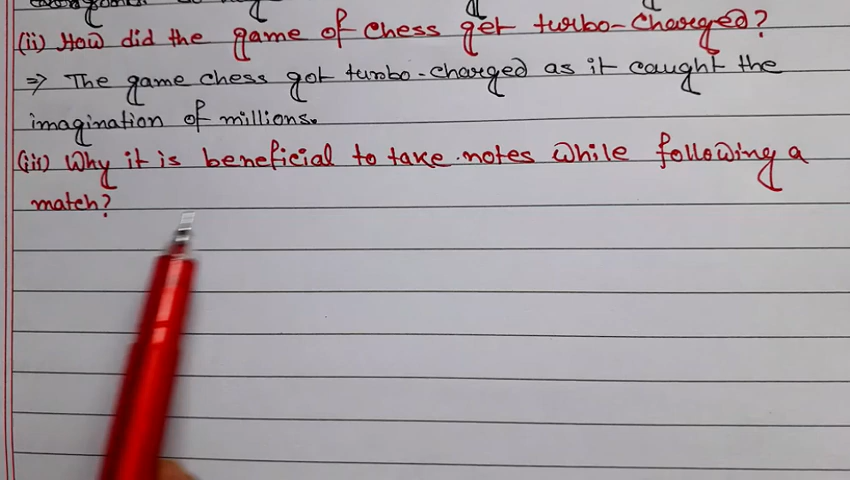 (ii) How did the game of chess get turbo-charged?
⇒ The game chess got turbo-charged as it caught the
imagination of millions.
(iii) Why it is beneficial to take notes while following a
match?